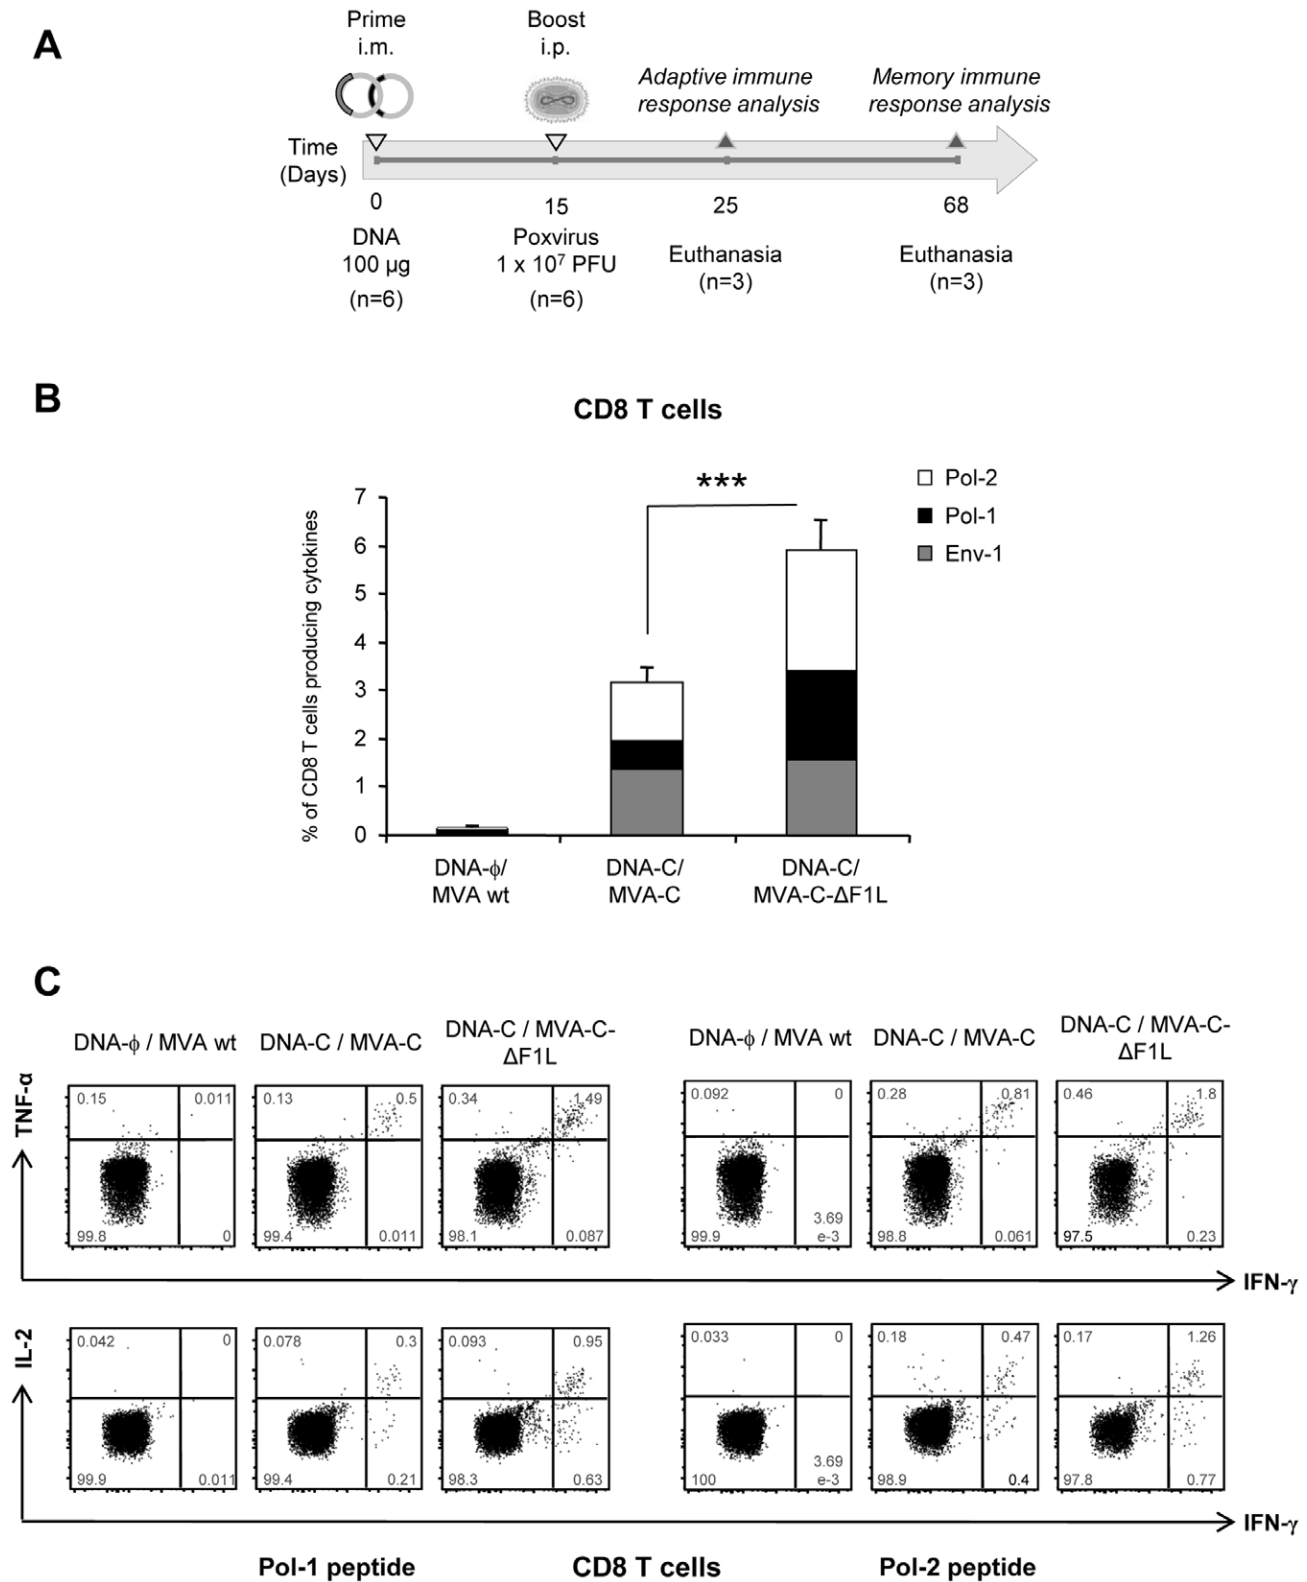 A
Prime
i.m.
Boost
i.p.
Adaptive immune
response analysis
Memory immune
response analysis
Time
(Days)
0
15
25
68
DNA
100 µg
(n=6)
Poxvirus
1 x 10⁷ PFU
(n=6)
Euthanasia
(n=3)
Euthanasia
(n=3)
B
CD8 T cells
% of CD8 T cells producing cytokines
7
6
5
4
3
2
1
0
***
Pol-2
Pol-1
Env-1
DNA-ϕ/
MVA wt
DNA-C/
MVA-C
DNA-C/
MVA-C-ΔF1L
C
DNA-ϕ / MVA wt
DNA-C / MVA-C
DNA-C / MVA-C-
ΔF1L
DNA-ϕ / MVA wt
DNA-C / MVA-C
DNA-C / MVA-C-
ΔF1L
TNF-α
0.15 0.011
99.8 0
0.13 0.5
99.4 0.011
0.34 1.49
98.1 0.087
0.092 0
99.9 3.69
e-3
0.28 0.81
98.8 0.061
0.46 1.8
97.5 0.23
IFN-γ
IL-2
0.042 0
99.9 0.011
0.078 0.3
99.4 0.21
0.093 0.95
98.3 0.63
0.033 0
100 3.69
e-3
0.18 0.47
98.9 0.4
0.17 1.26
97.8 0.77
IFN-γ
Pol-1 peptide
CD8 T cells
Pol-2 peptide